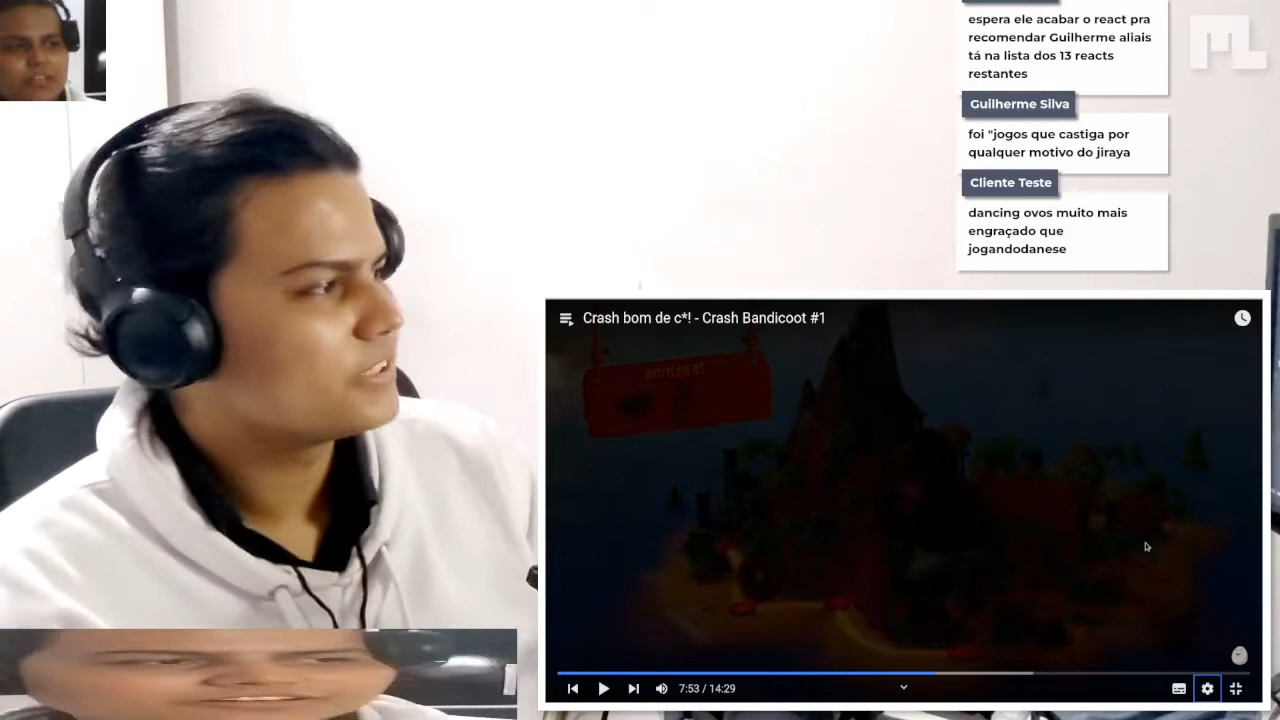 espera ele acabar o react pra
recomendar Guilherme aliais
tá na lista dos 13 reacts
restantes
Guilherme Silva
foi "jogos que castiga por
qualquer motivo do jiraya
Cliente Teste
dancing ovos muito mais
engraçado que
jogandodanese
Crash bom de c*! - Crash Bandicoot #1
BOULDERS
7:53 / 14:29